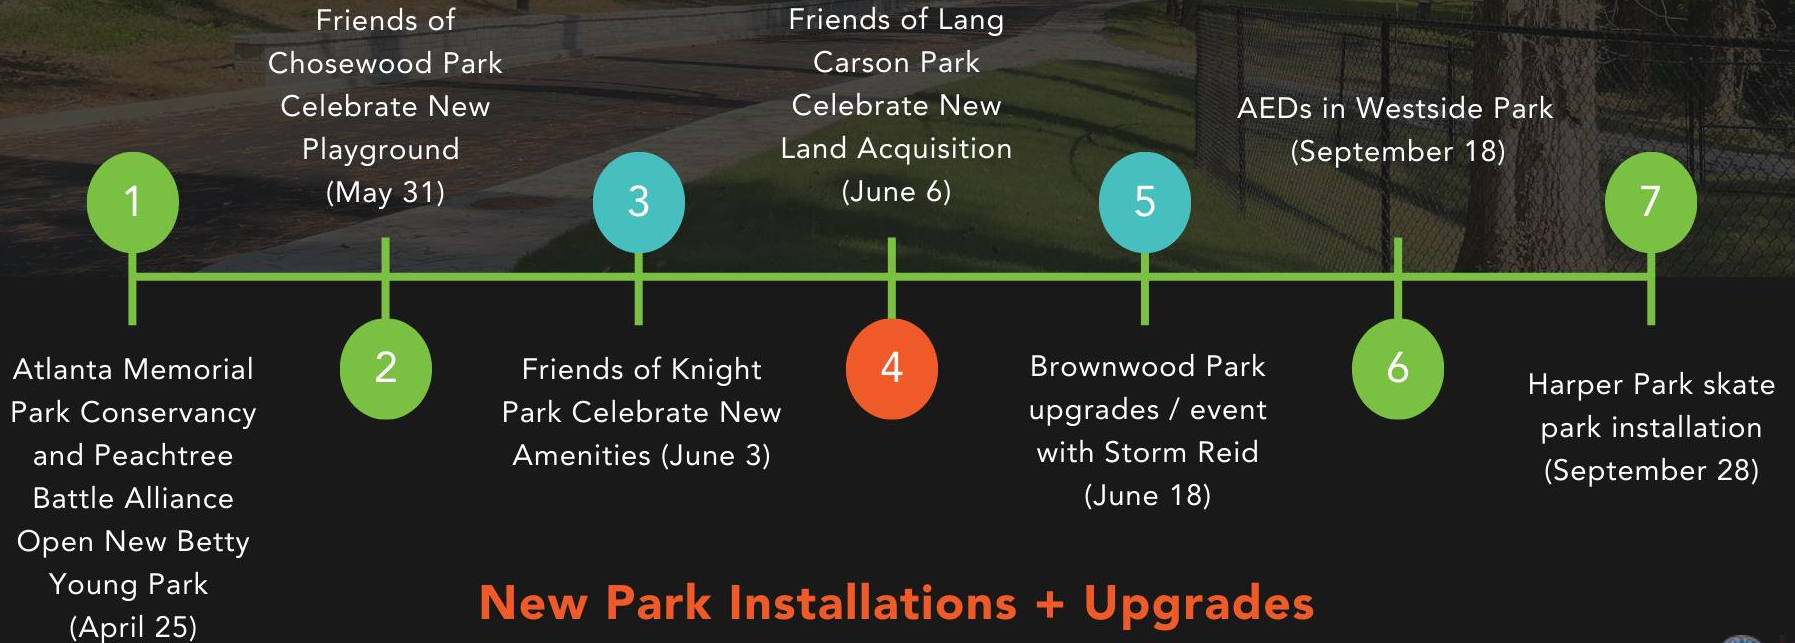 1
Atlanta Memorial
Park Conservancy
and Peachtree
Battle Alliance
Open New Betty
Young Park
(April 25)
Friends of
Chosewood Park
Celebrate New
Playground
(May 31)
2
3
Friends of Knight
Park Celebrate New
Amenities (June 3)
Friends of Lang
Carson Park
Celebrate New
Land Acquisition
(June 6)
4
5
Brownwood Park
upgrades / event
with Storm Reid
(June 18)
AEDs in Westside Park
(September 18)
6
7
Harper Park skate
park installation
(September 28)
New Park Installations + Upgrades